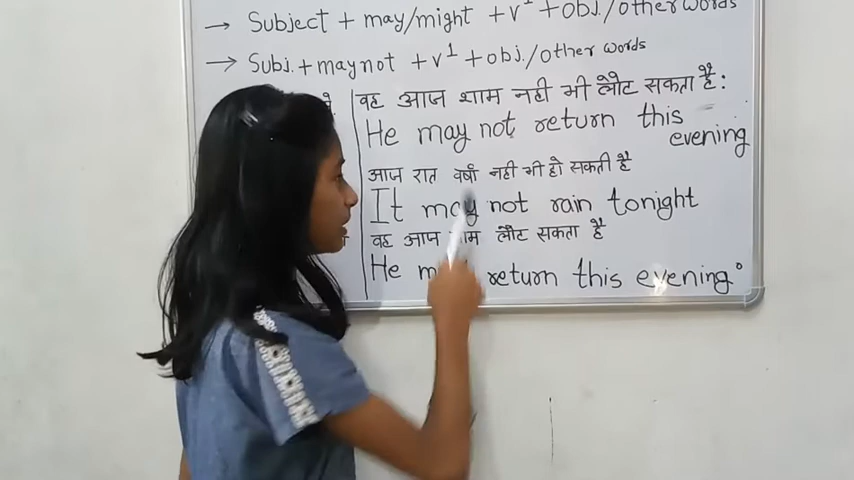 → Subject + may/might + v¹ + obj./other words
→ Subj. + may not + v¹ + obj./other words
वह आज शाम नही भी लौट सकता है:
He may not return this
evening
आज रात वर्षा नही भी हो सकती है
It may not rain tonight
वह आज शाम लौट सकता है
He return this evening.